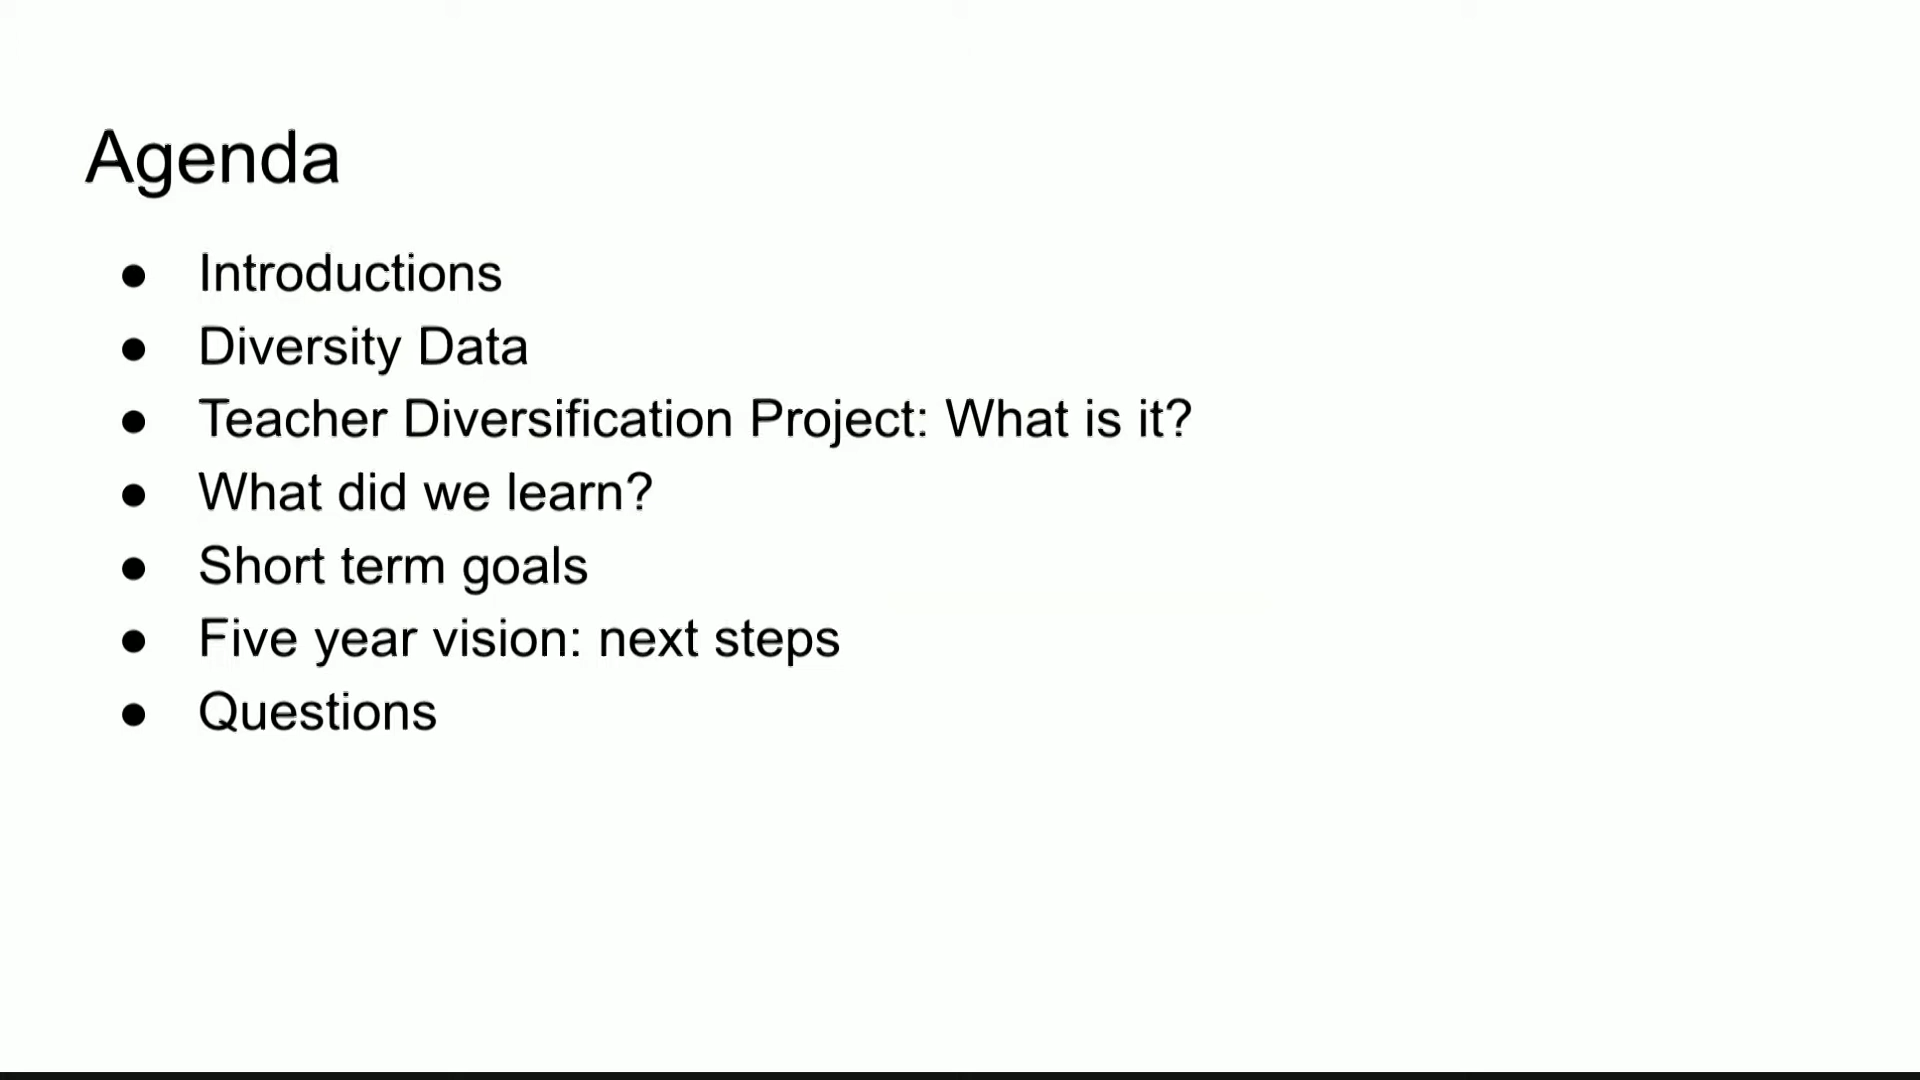 Agenda
● Introductions
● Diversity Data
● Teacher Diversification Project: What is it?
● What did we learn?
● Short term goals
● Five year vision: next steps
● Questions